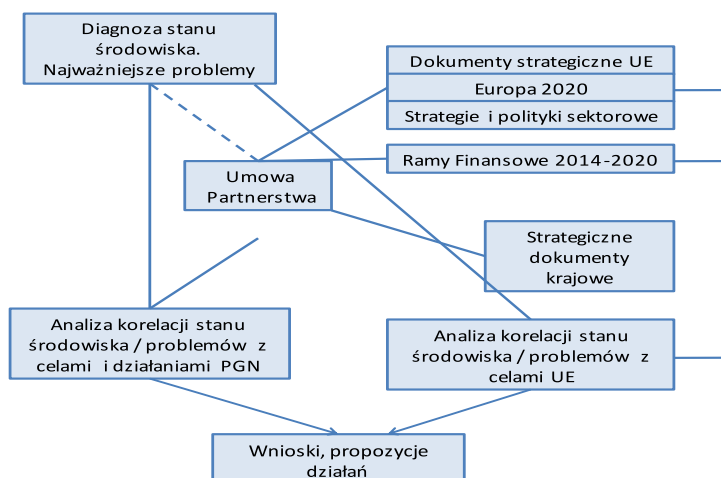 Diagnoza stanu
środowiska.
Najważniejsze problemy
Dokumenty strategiczne UE
Europa 2020
Strategie i polityki sektorowe
Ramy Finansowe 2014-2020
Umowa
Partnerstwa
Strategiczne
dokumenty
krajowe
Analiza korelacji stanu
środowiska / problemów z
celami i działaniami PGN
Analiza korelacji stanu
środowiska / problemów z
celami UE
Wnioski, propozycje
działań